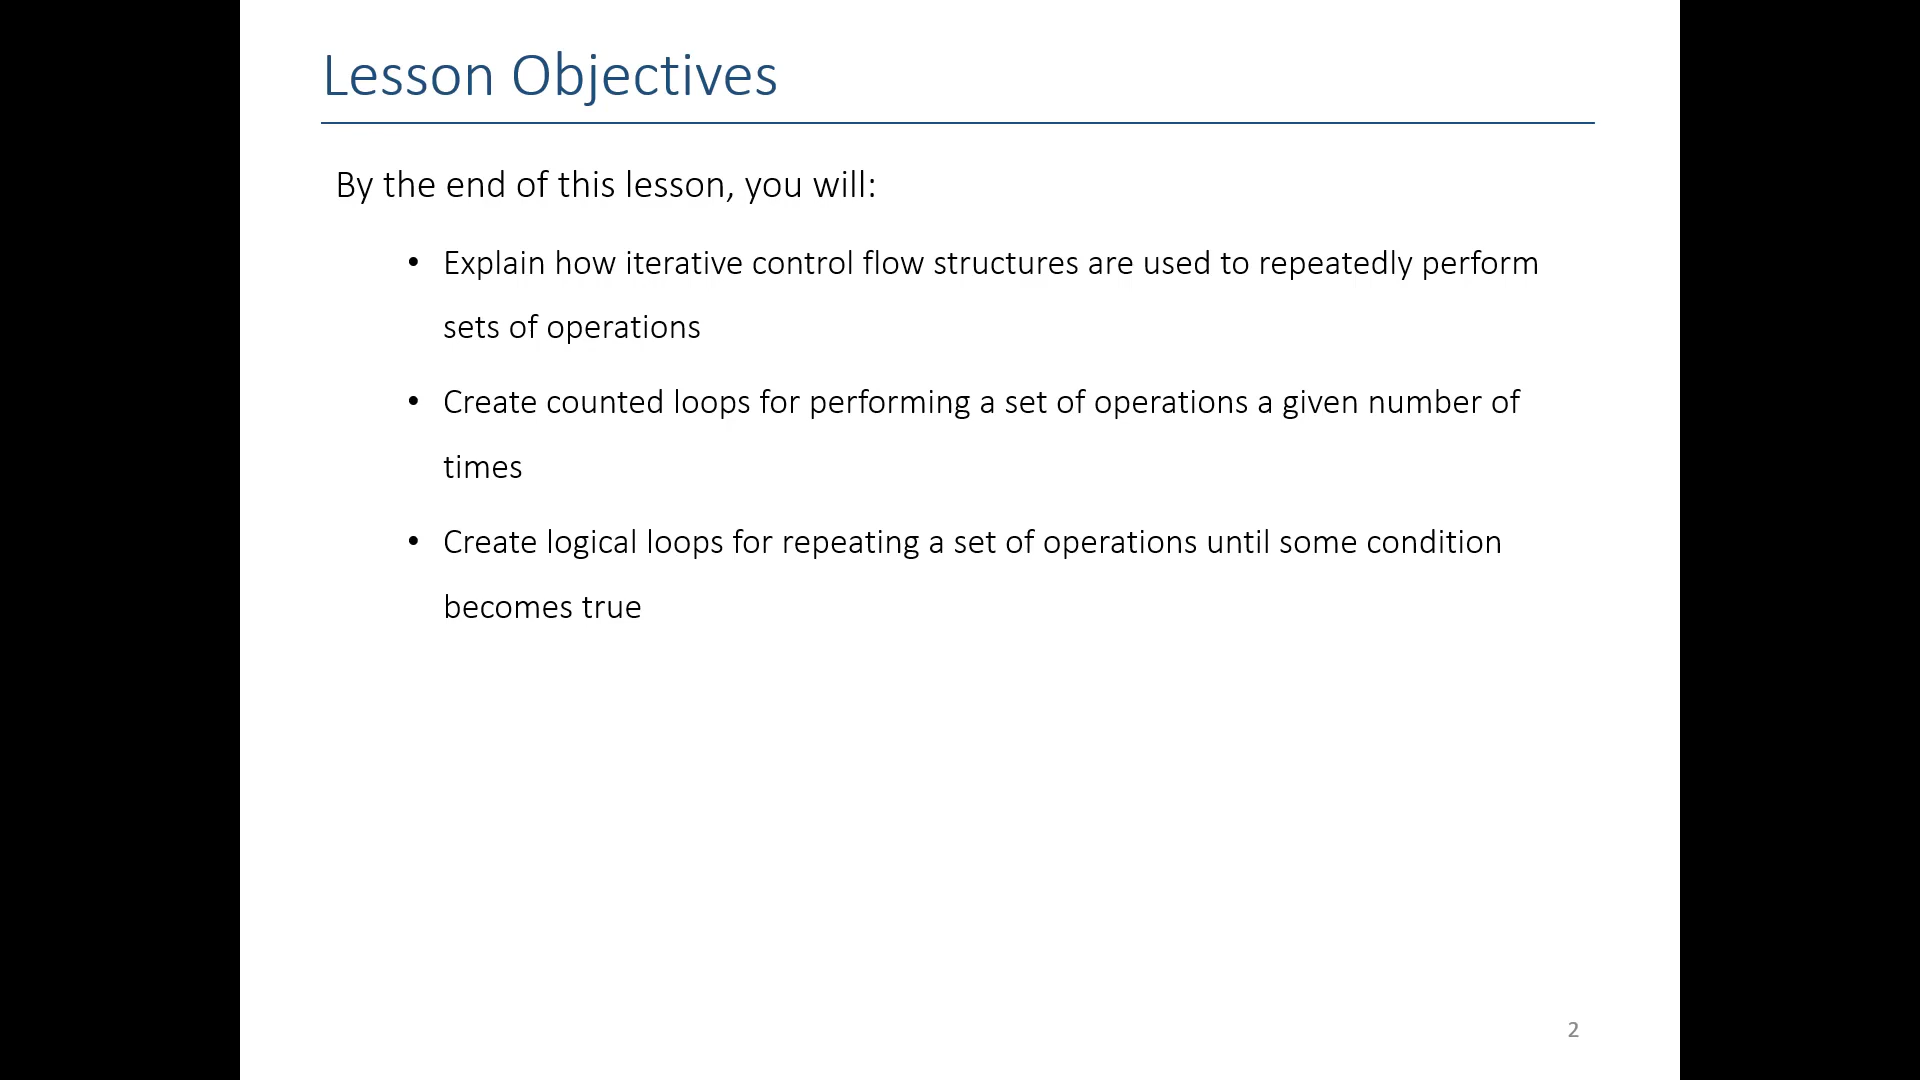 Lesson Objectives
By the end of this lesson, you will:
• Explain how iterative control flow structures are used to repeatedly perform
sets of operations
• Create counted loops for performing a set of operations a given number of
times
• Create logical loops for repeating a set of operations until some condition
becomes true
2